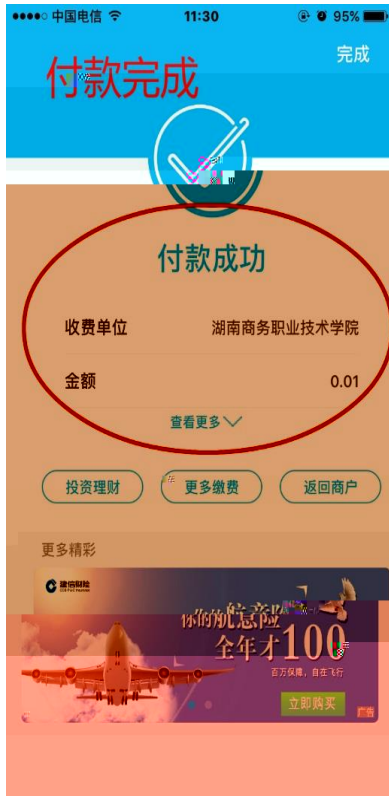 中国电信 11:30 95%
完成
付款完成
付款成功
收费单位 湖南商务职业技术学院
金额 0.01
查看更多
投资理财 更多缴费 返回商户
更多精彩
建信财险
你的航意险
全年才100
百万保障，自在飞行
立即购买
广告